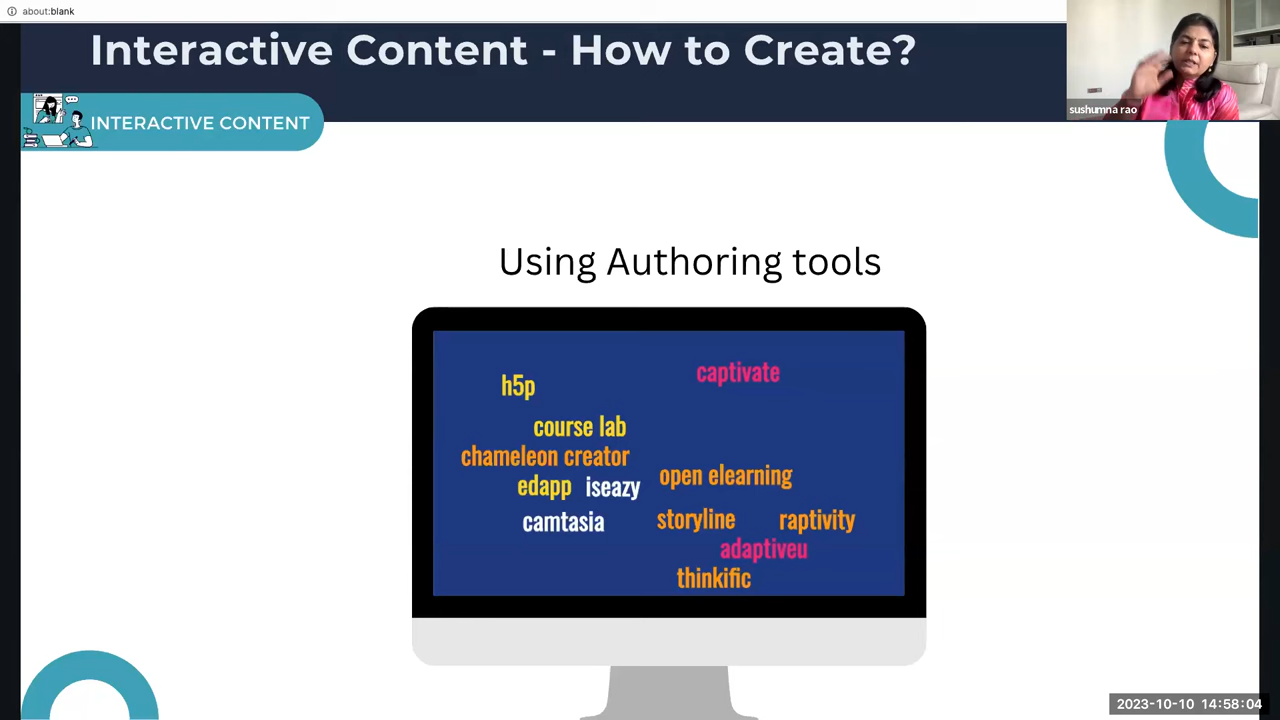 about:blank
Interactive Content - How to Create?
sushumna rao
INTERACTIVE CONTENT
Using Authoring tools
captivate
h5p
course lab
chameleon creator
open elearning
edapp iseazy
camtasia
storyline
raptivity
adaptiveu
thinkific
2023-10-10 14:58:04